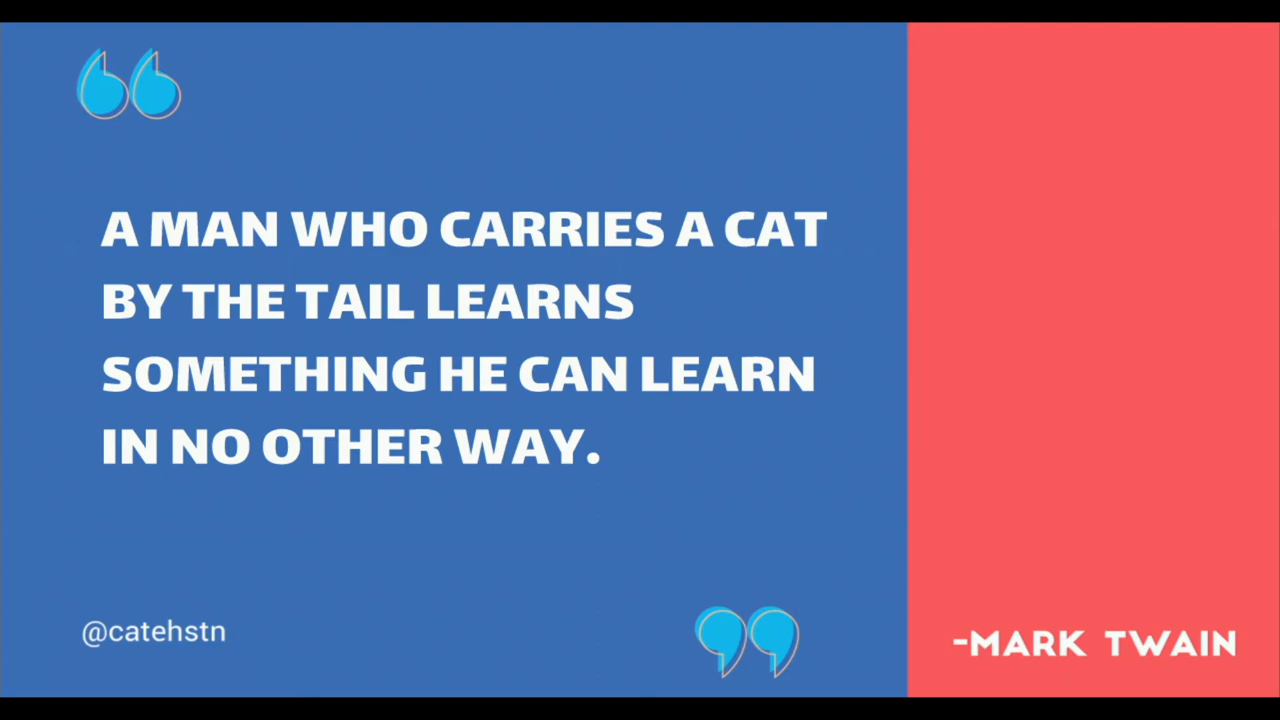 A MAN WHO CARRIES A CAT
BY THE TAIL LEARNS
SOMETHING HE CAN LEARN
IN NO OTHER WAY.
@catehstn
-MARK TWAIN